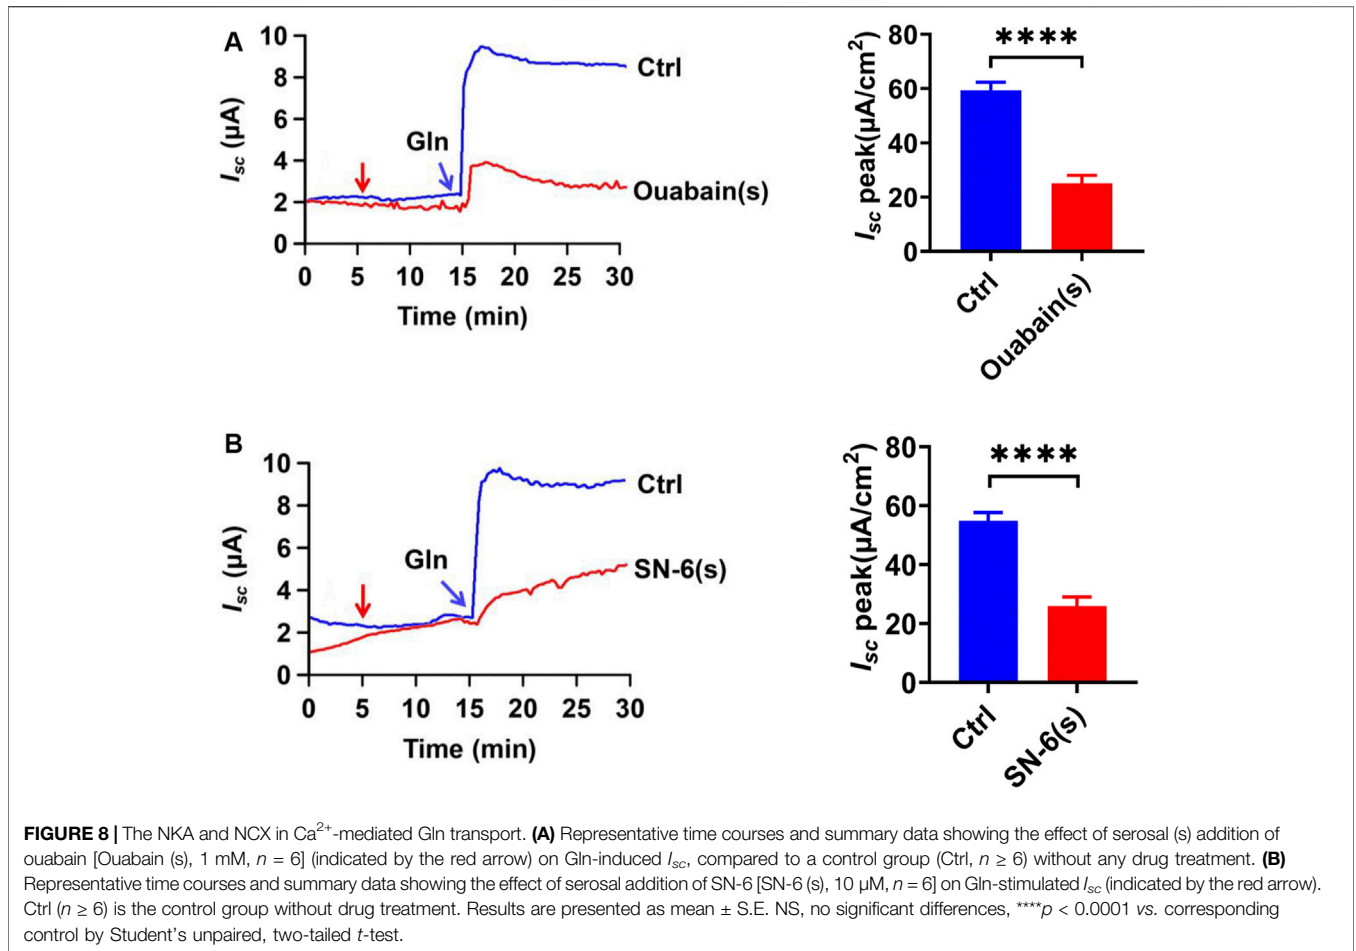 A
10
8
6
4
2
0
I_sc (µA)
Gln
Ctrl
Ouabain(s)
0 5 10 15 20 25 30
Time (min)
80
60
40
20
0
I_sc peak(µA/cm²)
****
Ctrl
Ouabain(s)
B
10
8
6
4
2
0
I_sc (µA)
Gln
Ctrl
SN-6(s)
0 5 10 15 20 25 30
Time (min)
80
60
40
20
0
I_sc peak(µA/cm²)
****
Ctrl
SN-6(s)
FIGURE 8 | The NKA and NCX in Ca²⁺-mediated Gln transport. (A) Representative time courses and summary data showing the effect of serosal (s) addition of
ouabain [Ouabain (s), 1 mM, n = 6] (indicated by the red arrow) on Gln-induced I_sc, compared to a control group (Ctrl, n ≥ 6) without any drug treatment. (B)
Representative time courses and summary data showing the effect of serosal addition of SN-6 [SN-6 (s), 10 µM, n = 6] on Gln-stimulated I_sc (indicated by the red arrow).
Ctrl (n ≥ 6) is the control group without drug treatment. Results are presented as mean ± S.E. NS, no significant differences, ****p < 0.0001 vs. corresponding
control by Student's unpaired, two-tailed t-test.